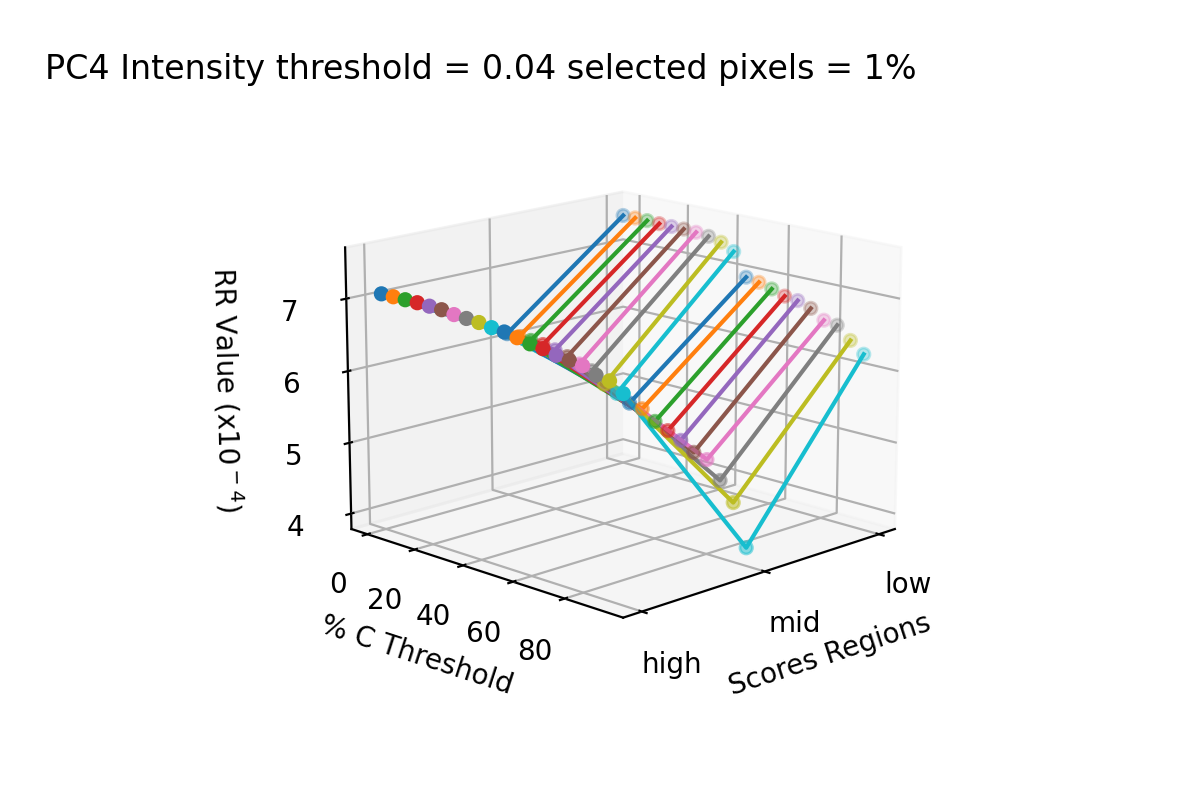 PC4 Intensity threshold = 0.04 selected pixels = 1%
RR Value (x10⁻⁴)
7
6
5
4
0
20
40
60
80
% C Threshold
high
mid
low
Scores Regions